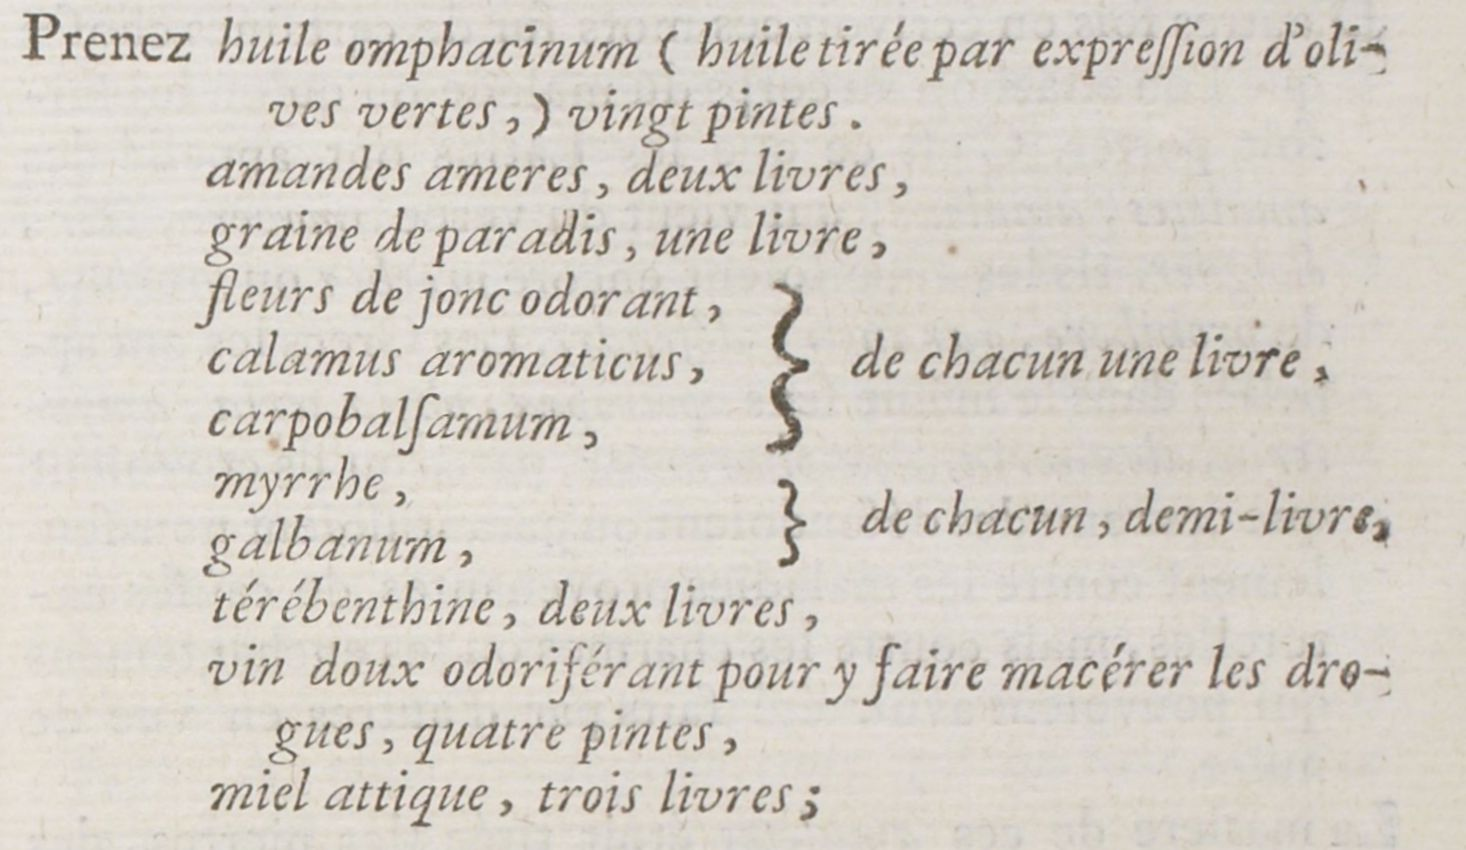 Prenez huile omphacinum ( huile tirée par expreſſion d'oli-
ves vertes, ) vingt pintes.
amandes ameres, deux livres,
graine de paradis, une livre,
fleurs de jonc odorant,
calamus aromaticus, } de chacun une livre,
carpobalſamum,
myrrhe,
} de chacun, demi-livre,
galbanum,
térébenthine, deux livres,
vin doux odoriférant pour y faire macérer les dro-
gues, quatre pintes,
miel attique, trois livres;